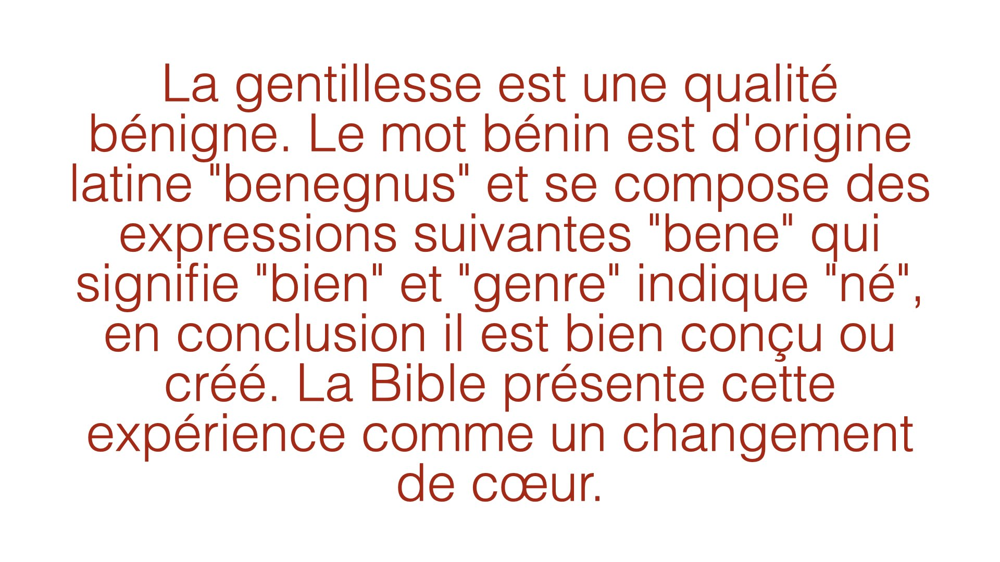 La gentillesse est une qualité
bénigne. Le mot bénin est d'origine
latine "benegnus" et se compose des
expressions suivantes "bene" qui
signifie "bien" et "genre" indique "né",
en conclusion il est bien conçu ou
créé. La Bible présente cette
expérience comme un changement
de cœur.